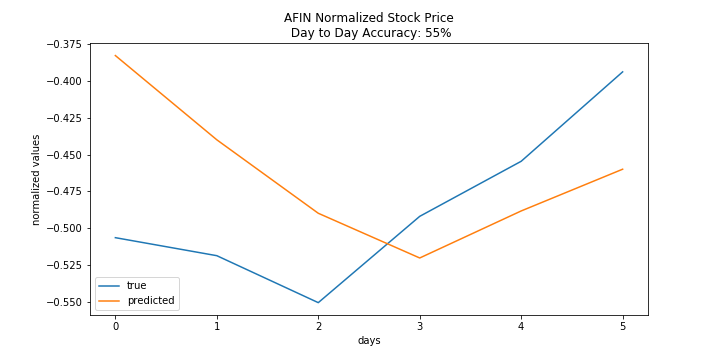 AFIN Normalized Stock Price
Day to Day Accuracy: 55%
−0.375
−0.400
−0.425
−0.450
−0.475
−0.500
−0.525
−0.550
normalized values
true
predicted
0 1 2 3 4 5
days